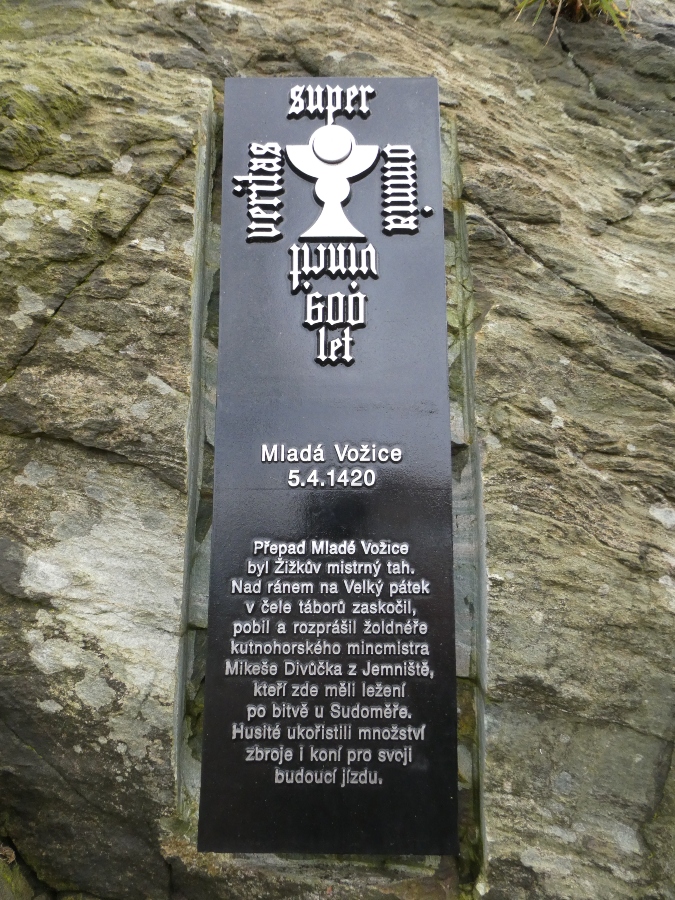 super
veritas
omnia
vincit
.600
let
Mladá Vožice
5.4.1420
Přepad Mladé Vožice
byl Žižkův mistrný tah.
Nad ránem na Velký pátek
v čele táborů zaskočil,
pobil a rozprášil žoldnéře
kutnohorského mincmistra
Mikeše Divůčka z Jemniště,
kteří zde měli ležení
po bitvě u Sudoměře.
Husité ukořistili množství
zbroje i koní pro svoji
budoucí jízdu.